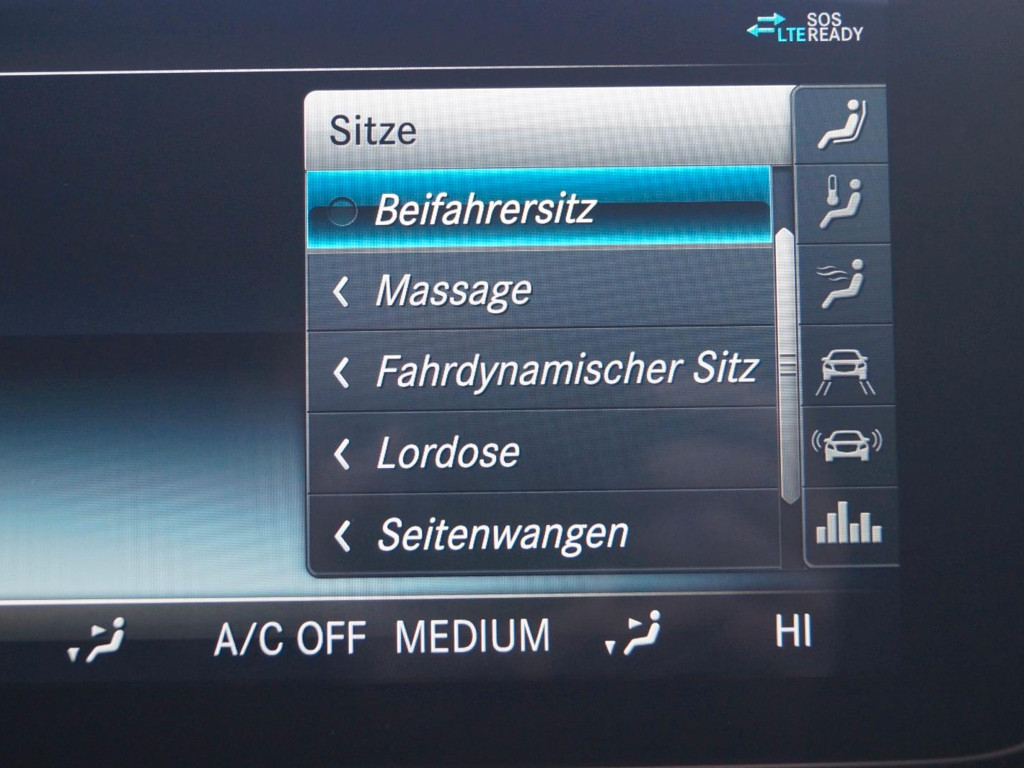 SOS
LTE READY
Sitze
Beifahrersitz
Massage
Fahrdynamischer Sitz
Lordose
Seitenwangen
A/C OFF MEDIUM HI